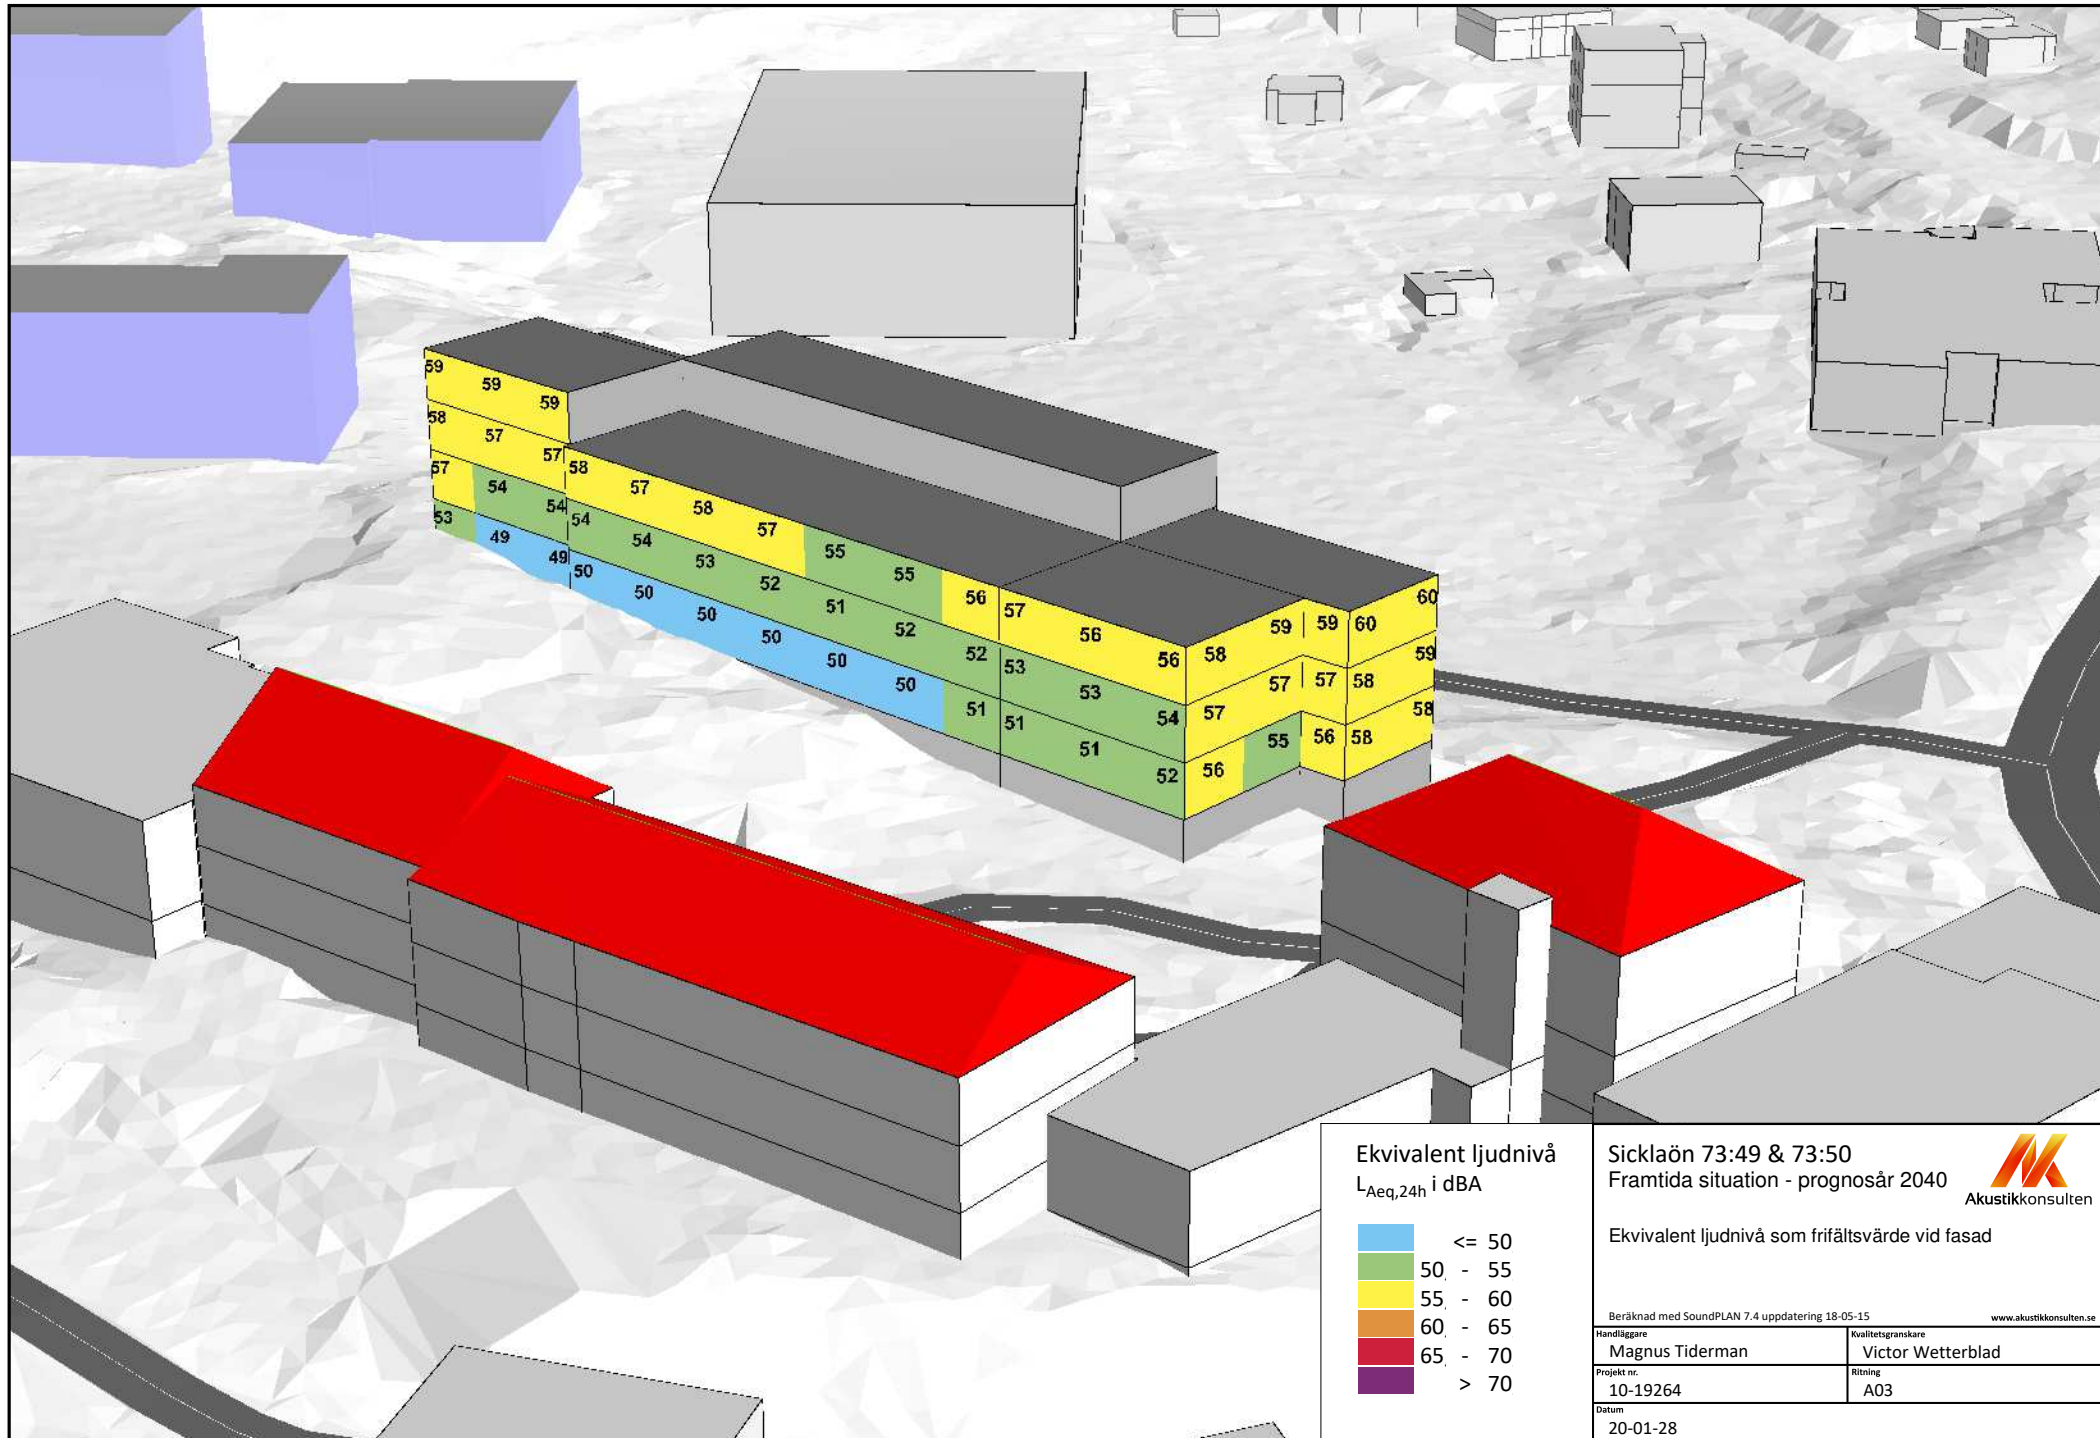 59 59 59
58 57 57
57 54 54
53 49 49
58 57 58 57 55 55 56
54 54 53 52 51 52 52
50 50 50 50 50 50 51
57 56 56
53 53 54
51 51 52
58 59 59 60 60
57 57 57 58 59
56 55 56 58 58
Ekvivalent ljudnivå
LAeq,24h i dBA
<= 50
50 - 55
55 - 60
60 - 65
65 - 70
> 70
Sicklaön 73:49 & 73:50
Framtida situation - prognosår 2040
Akustikkonsulten
Ekvivalent ljudnivå som frifältsvärde vid fasad
Beräknad med SoundPLAN 7.4 uppdatering 18-05-15
www.akustikkonsulten.se
Handläggare
Magnus Tiderman
Kvalitetsgranskare
Victor Wetterblad
Projekt nr.
10-19264
Ritning
A03
Datum
20-01-28